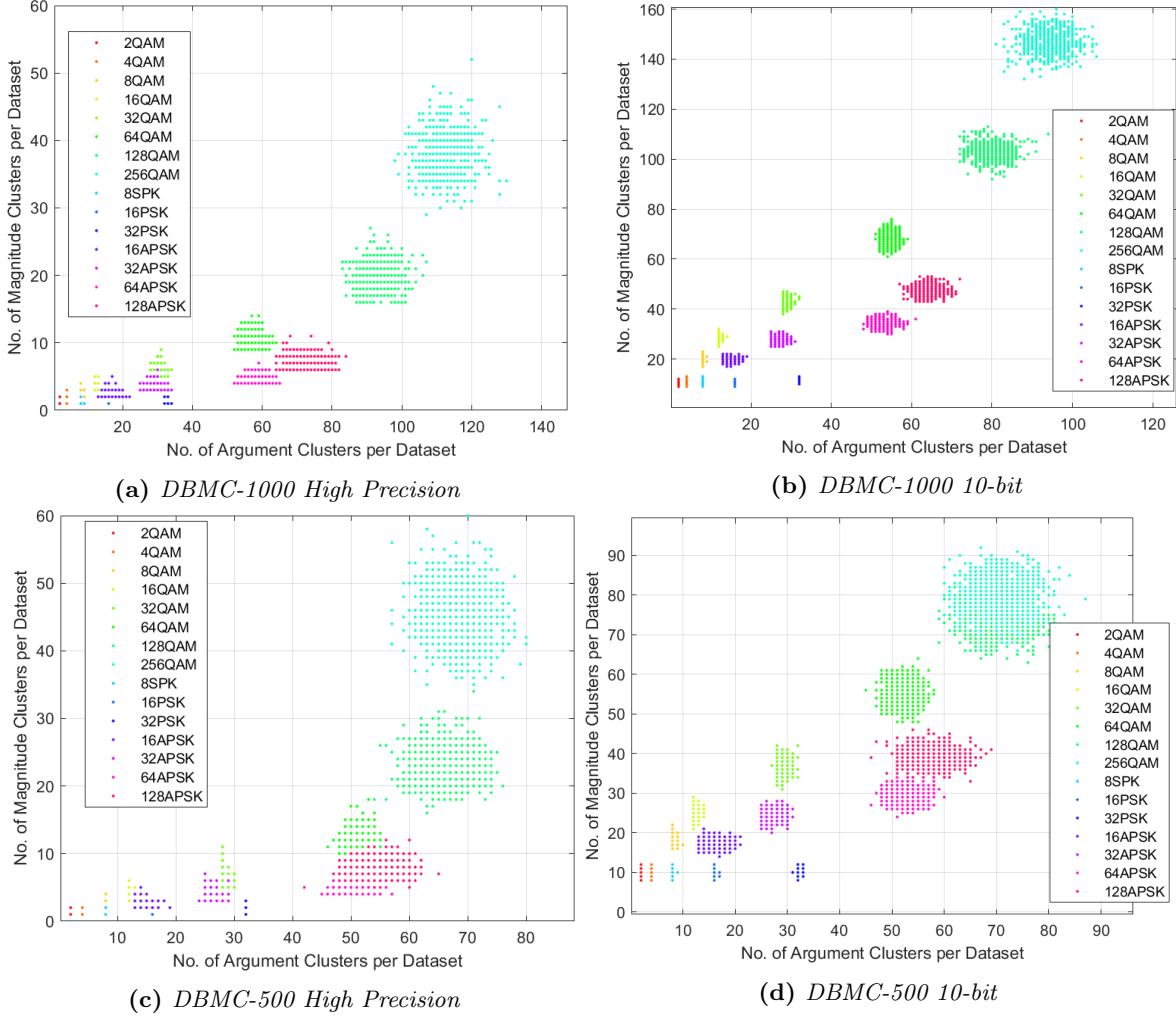 60
50
40
30
20
10
0
No. of Magnitude Clusters per Dataset
2QAM
4QAM
8QAM
16QAM
32QAM
64QAM
128QAM
256QAM
8SPK
16PSK
32PSK
16APSK
32APSK
64APSK
128APSK
20 40 60 80 100 120 140
No. of Argument Clusters per Dataset
(a) DBMC-1000 High Precision
160
140
120
100
80
60
40
20
No. of Magnitude Clusters per Dataset
2QAM
4QAM
8QAM
16QAM
32QAM
64QAM
128QAM
256QAM
8SPK
16PSK
32PSK
16APSK
32APSK
64APSK
128APSK
20 40 60 80 100 120
No. of Argument Clusters per Dataset
(b) DBMC-1000 10-bit
60
50
40
30
20
10
0
No. of Magnitude Clusters per Dataset
2QAM
4QAM
8QAM
16QAM
32QAM
64QAM
128QAM
256QAM
8SPK
16PSK
32PSK
16APSK
32APSK
64APSK
128APSK
10 20 30 40 50 60 70 80
No. of Argument Clusters per Dataset
(c) DBMC-500 High Precision
90
80
70
60
50
40
30
20
10
0
No. of Magnitude Clusters per Dataset
2QAM
4QAM
8QAM
16QAM
32QAM
64QAM
128QAM
256QAM
8SPK
16PSK
32PSK
16APSK
32APSK
64APSK
128APSK
10 20 30 40 50 60 70 80 90
No. of Argument Clusters per Dataset
(d) DBMC-500 10-bit